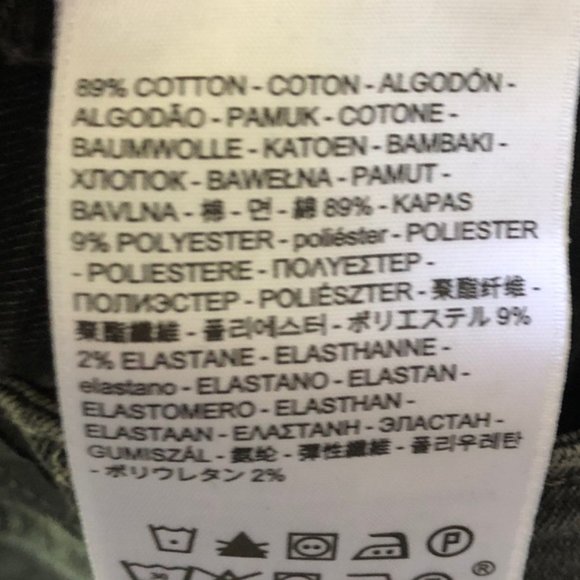 89% COTTON - COTON - ALGODÓN -
ALGODÃO - PAMUK - COTONE -
BAUMWOLLE - KATOEN - BAMBAKI -
ХЛОПОК - BAWEŁNA - PAMUT -
BAVLNA - 棉 - 면 - 綿 89% - KAPAS
9% POLYESTER - poliéster - POLIESTER
- POLIESTERE - ΠΟΛΥΕΣΤΕΡ -
ПОЛИЭСТЕР - POLIÉSZTER - 聚酯纤维 -
聚酯纖維 - 폴리에스터 - ポリエステル 9%
2% ELASTANE - ELASTHANNE -
elastano - ELASTANO - ELASTAN -
ELASTOMERO - ELASTHAN -
ELASTAAN - ΕΛΑΣΤΑΝΗ - ЭЛАСТАН -
GUMISZÁL - 氨纶 - 彈性纖維 - 폴리우레탄
- ポリウレタン 2%
P
®